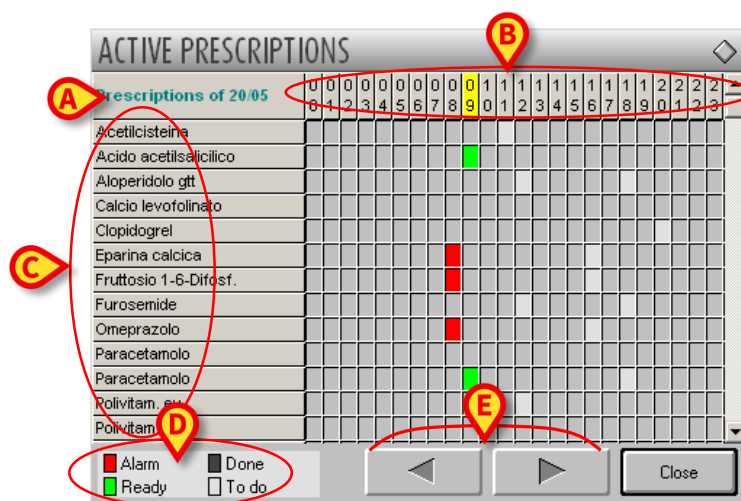 B
ACTIVE PRESCRIPTIONS
A
Prescriptions of 20/05
0 0 0 0 0 0 0 0 0 0 1 1 1 1 1 1 1 1 1 1 2 2 2 2
0 1 2 3 4 5 6 7 8 9 0 1 2 3 4 5 6 7 8 9 0 1 2 3
Acetilcisteina
Acido acetilsalicilico
Aloperidolo gtt
Calcio levofolinato
Clopidogrel
Eparina calcica
C
Fruttosio 1-6-Difosf.
Furosemide
Omeprazolo
Paracetamolo
Paracetamolo
Polivitam. ev
Polivitam
D
E
Alarm
Done
Ready
To do
Close